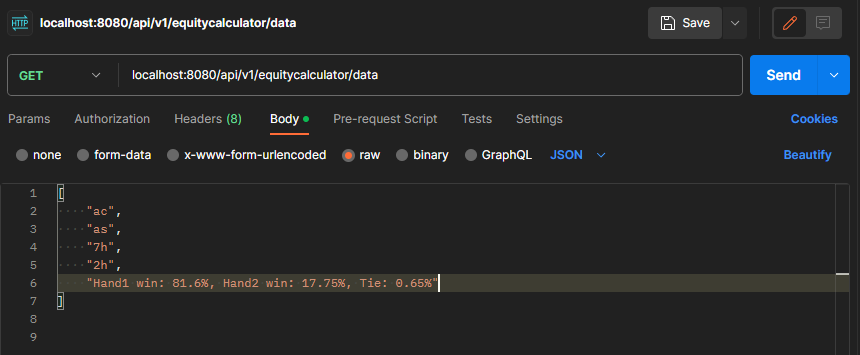 HTTP localhost:8080/api/v1/equitycalculator/data Save
GET localhost:8080/api/v1/equitycalculator/data Send
Params Authorization Headers (8) Body Pre-request Script Tests Settings Cookies
none form-data x-www-form-urlencoded raw binary GraphQL JSON Beautify
1 [
2 "ac",
3 "as",
4 "7h",
5 "2h",
6 "Hand1 win: 81.6%, Hand2 win: 17.75%, Tie: 0.65%"
7 ]
8
9